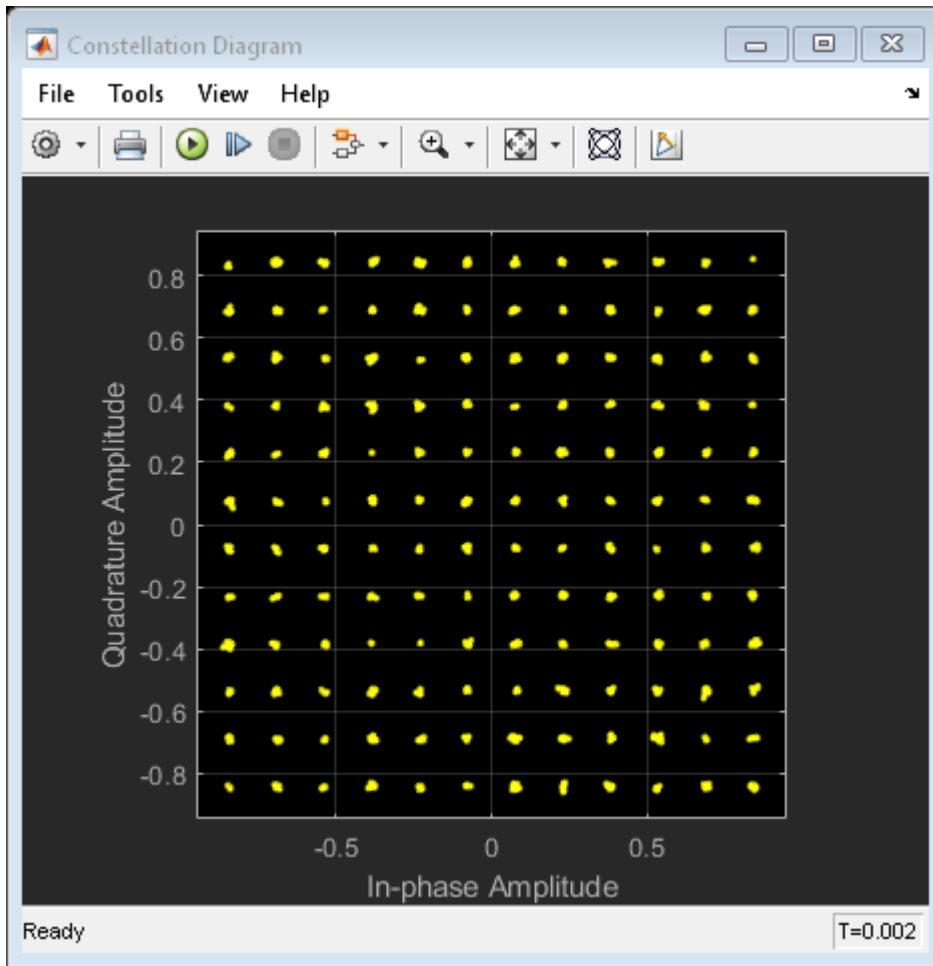 Constellation Diagram
File Tools View Help
0.8
0.6
0.4
0.2
0
-0.2
-0.4
-0.6
-0.8
Quadrature Amplitude
-0.5 0 0.5
In-phase Amplitude
Ready T=0.002